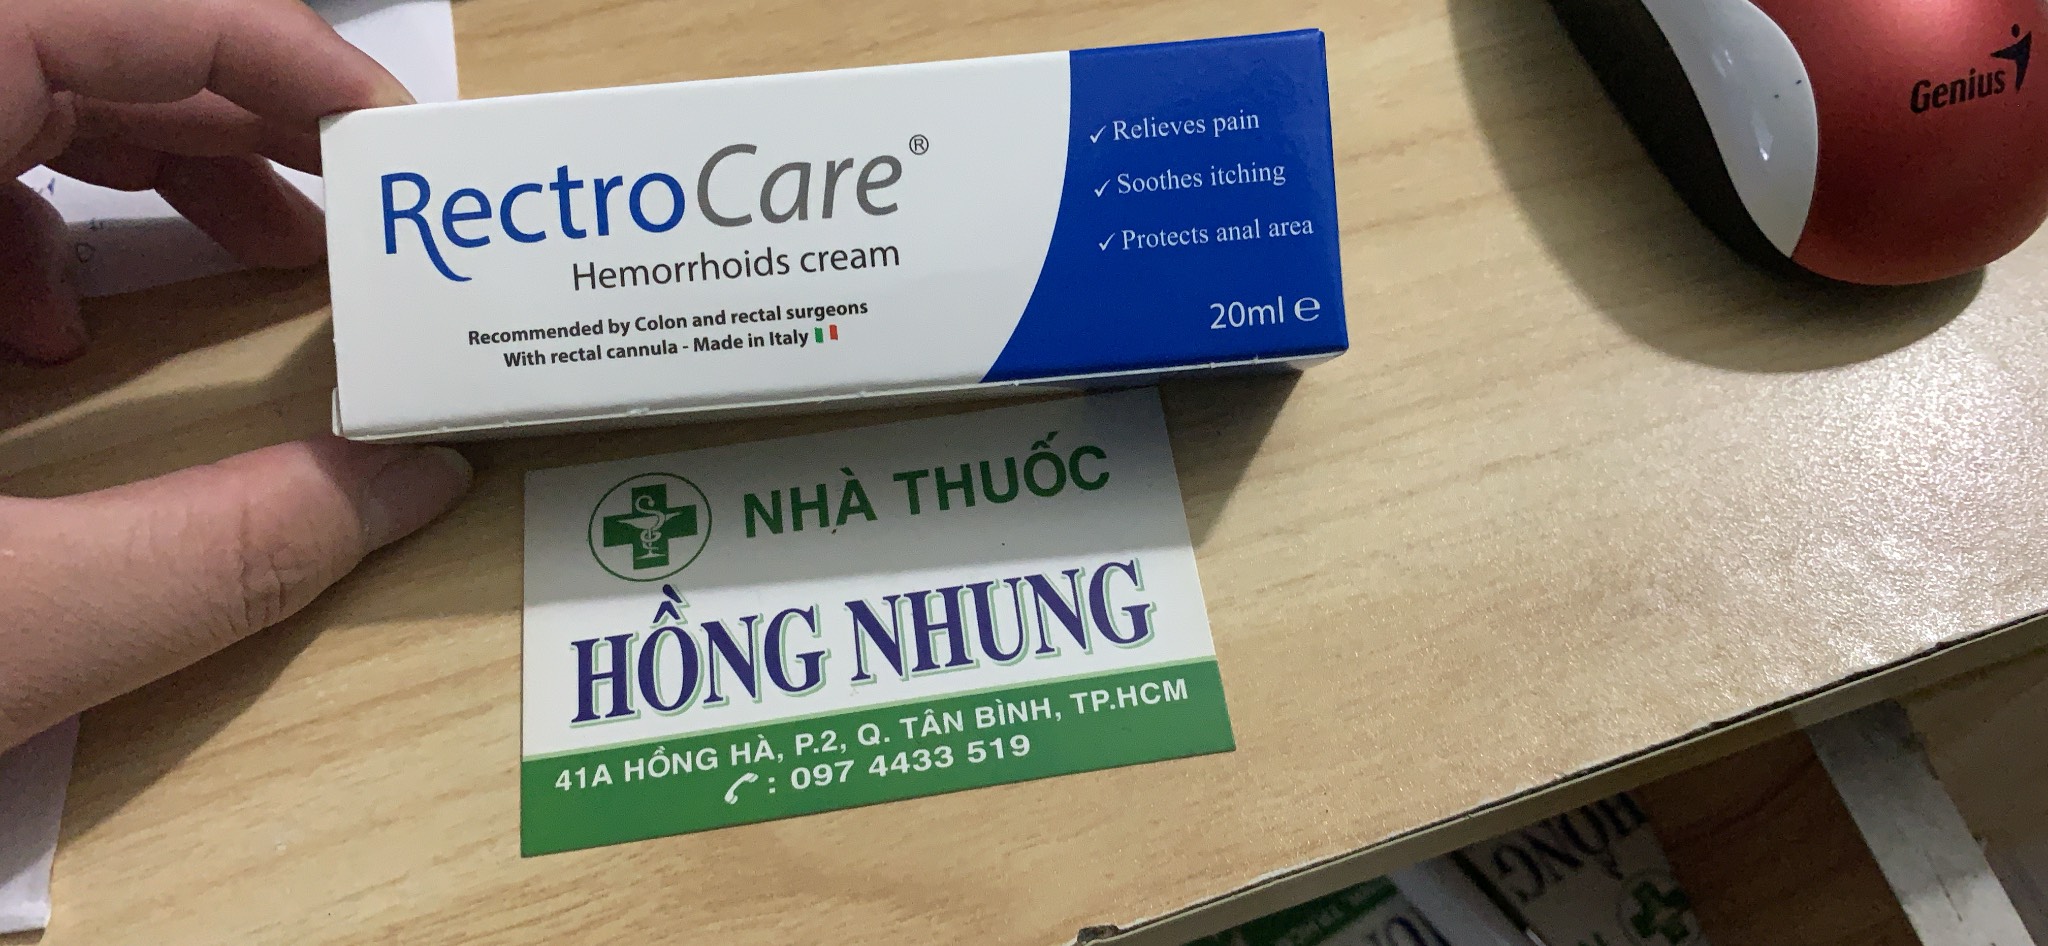 RectroCare®
Hemorrhoids cream
Recommended by Colon and rectal surgeons
With rectal cannula - Made in Italy
✓ Relieves pain
✓ Soothes itching
✓ Protects anal area
20ml ℮
Genius
NHÀ THUỐC
HỒNG NHUNG
41A HỒNG HÀ, P.2, Q. TÂN BÌNH, TP.HCM
: 097 4433 519
HỒNG